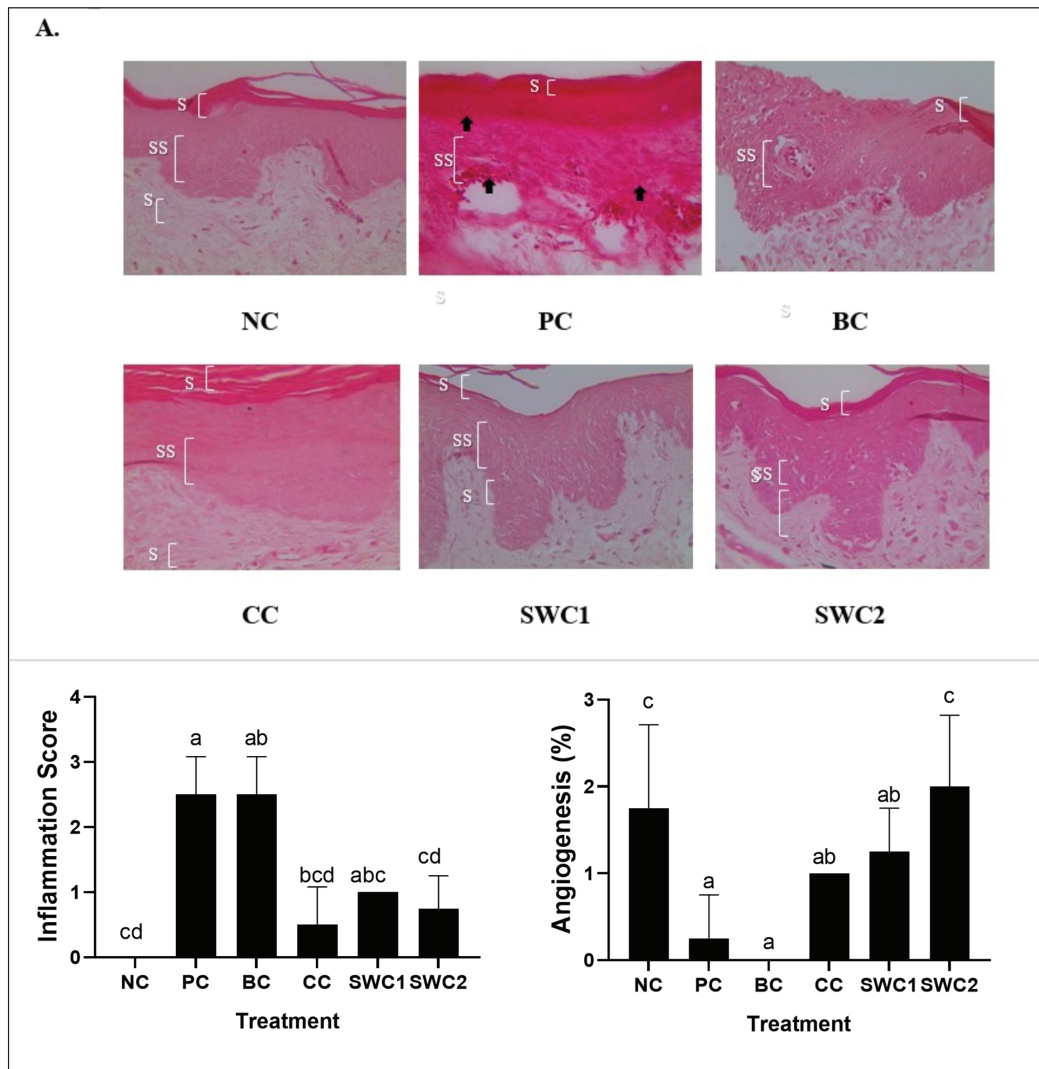 A.
S
SS
S
NC
S
SS
S
PC
S
SS
S
BC
S
SS
S
CC
S
SS
S
SWC1
S
SS
S
SWC2
Inflammation Score
4
3
2
1
0
cd
a
ab
bcd
abc
cd
NC PC BC CC SWC1 SWC2
Treatment
Angiogenesis (%)
3
2
1
0
c
a
a
ab
ab
c
NC PC BC CC SWC1 SWC2
Treatment